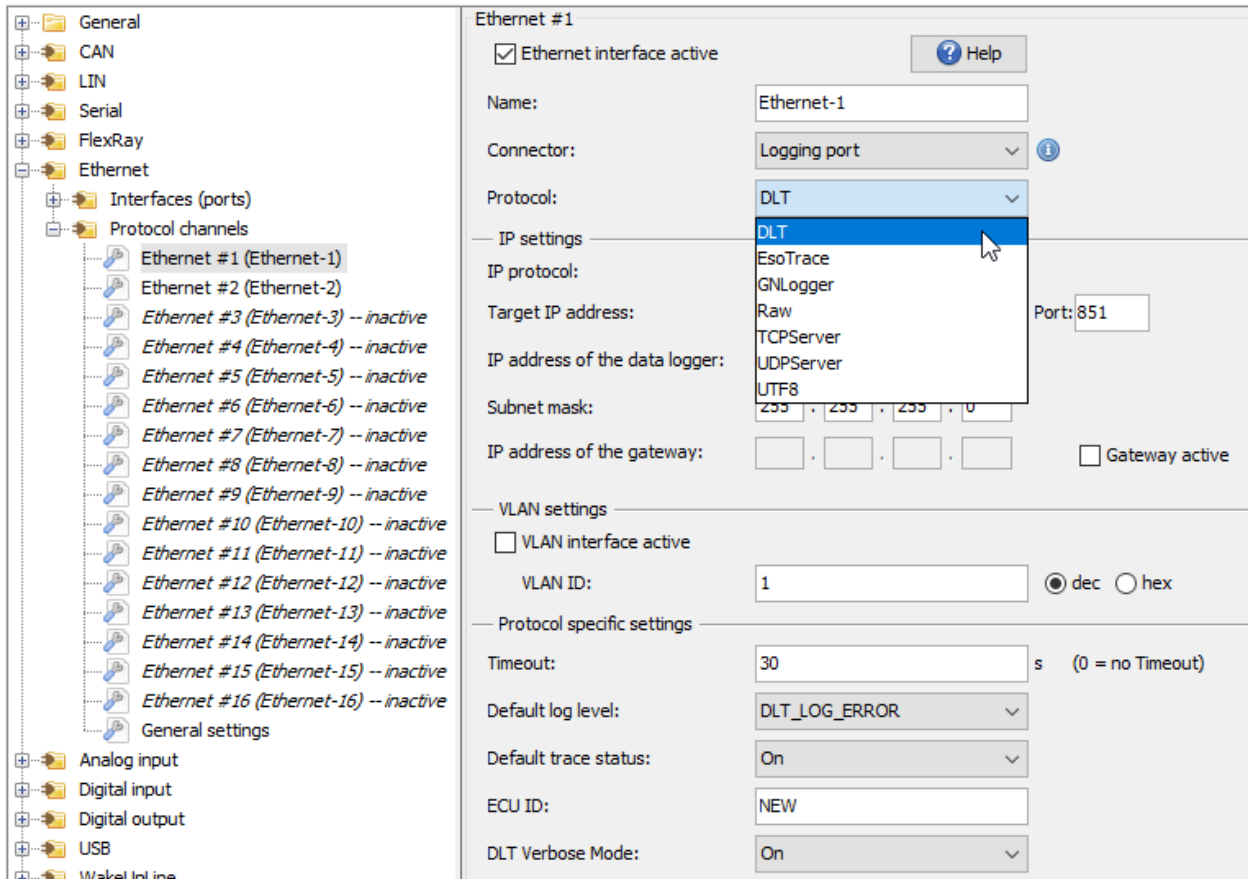 General
CAN
LIN
Serial
FlexRay
Ethernet
Interfaces (ports)
Protocol channels
Ethernet #1 (Ethernet-1)
Ethernet #2 (Ethernet-2)
Ethernet #3 (Ethernet-3) -- inactive
Ethernet #4 (Ethernet-4) -- inactive
Ethernet #5 (Ethernet-5) -- inactive
Ethernet #6 (Ethernet-6) -- inactive
Ethernet #7 (Ethernet-7) -- inactive
Ethernet #8 (Ethernet-8) -- inactive
Ethernet #9 (Ethernet-9) -- inactive
Ethernet #10 (Ethernet-10) -- inactive
Ethernet #11 (Ethernet-11) -- inactive
Ethernet #12 (Ethernet-12) -- inactive
Ethernet #13 (Ethernet-13) -- inactive
Ethernet #14 (Ethernet-14) -- inactive
Ethernet #15 (Ethernet-15) -- inactive
Ethernet #16 (Ethernet-16) -- inactive
General settings
Analog input
Digital input
Digital output
USB
WakeUpLine
Ethernet #1
Ethernet interface active Help
Name: Ethernet-1
Connector: Logging port
Protocol: DLT
DLT
EsoTrace
GNLogger
Raw
TCPServer
UDPServer
UTF8
IP settings
IP protocol:
Target IP address: Port: 851
IP address of the data logger:
Subnet mask: 255 . 255 . 255 . 0
IP address of the gateway: . . . Gateway active
VLAN settings
VLAN interface active
VLAN ID: 1 dec hex
Protocol specific settings
Timeout: 30 s (0 = no Timeout)
Default log level: DLT_LOG_ERROR
Default trace status: On
ECU ID: NEW
DLT Verbose Mode: On